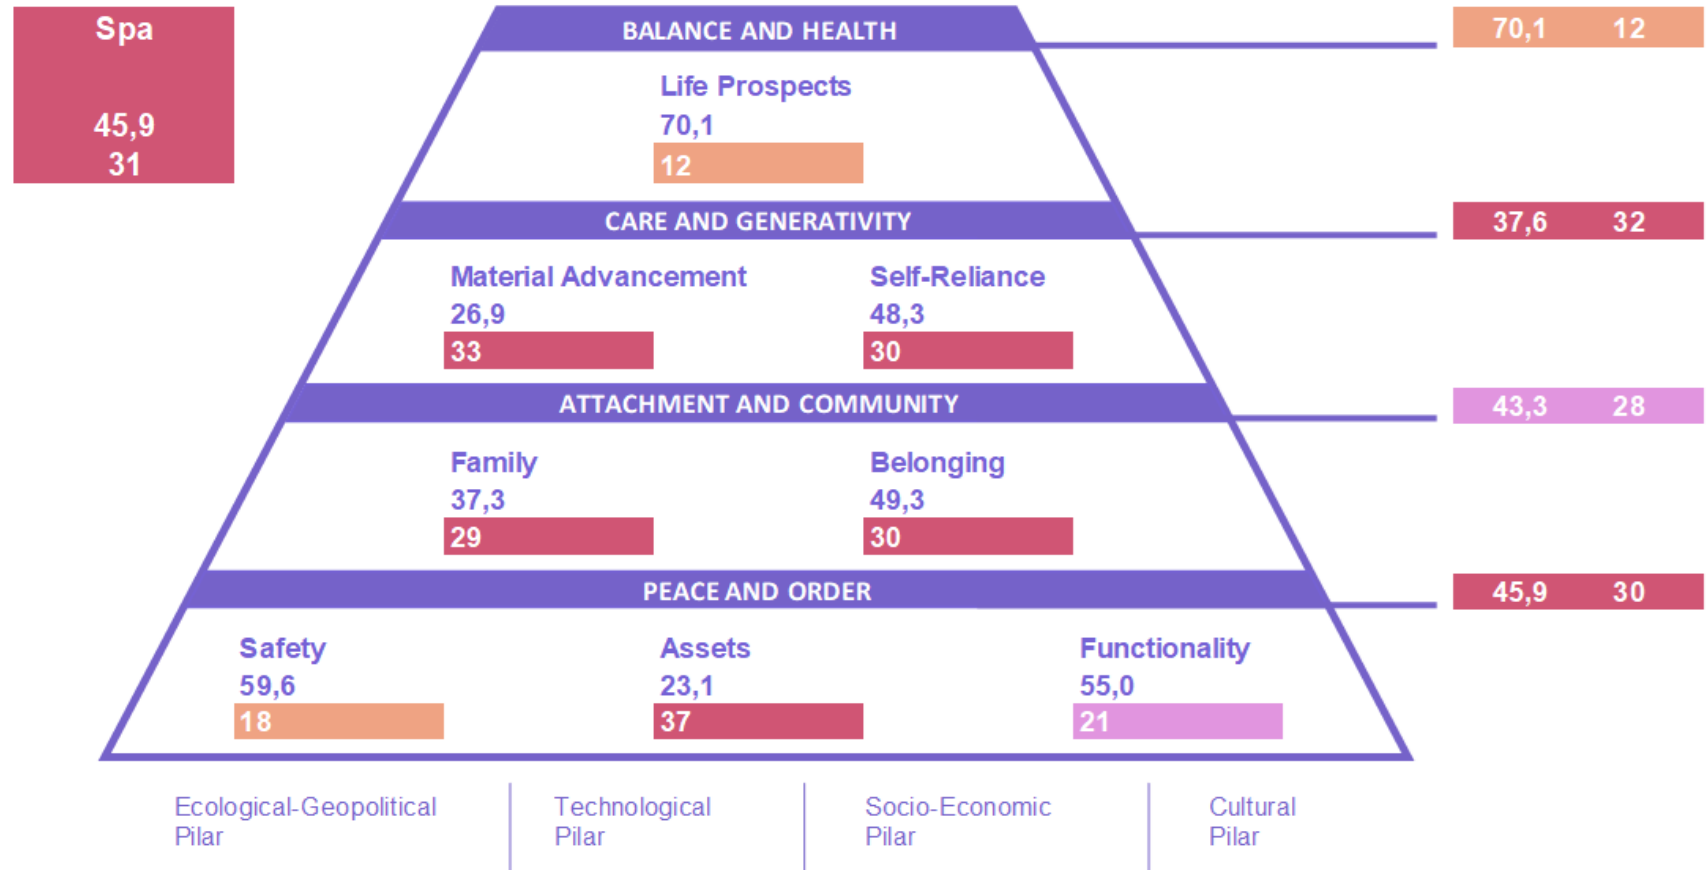 Spa
45,9
31
BALANCE AND HEALTH
70,1 12
Life Prospects
70,1
12
CARE AND GENERATIVITY
37,6 32
Material Advancement
26,9
33
Self-Reliance
48,3
30
ATTACHMENT AND COMMUNITY
43,3 28
Family
37,3
29
Belonging
49,3
30
PEACE AND ORDER
45,9 30
Safety
59,6
18
Assets
23,1
37
Functionality
55,0
21
Ecological-Geopolitical
Pilar
Technological
Pilar
Socio-Economic
Pilar
Cultural
Pilar